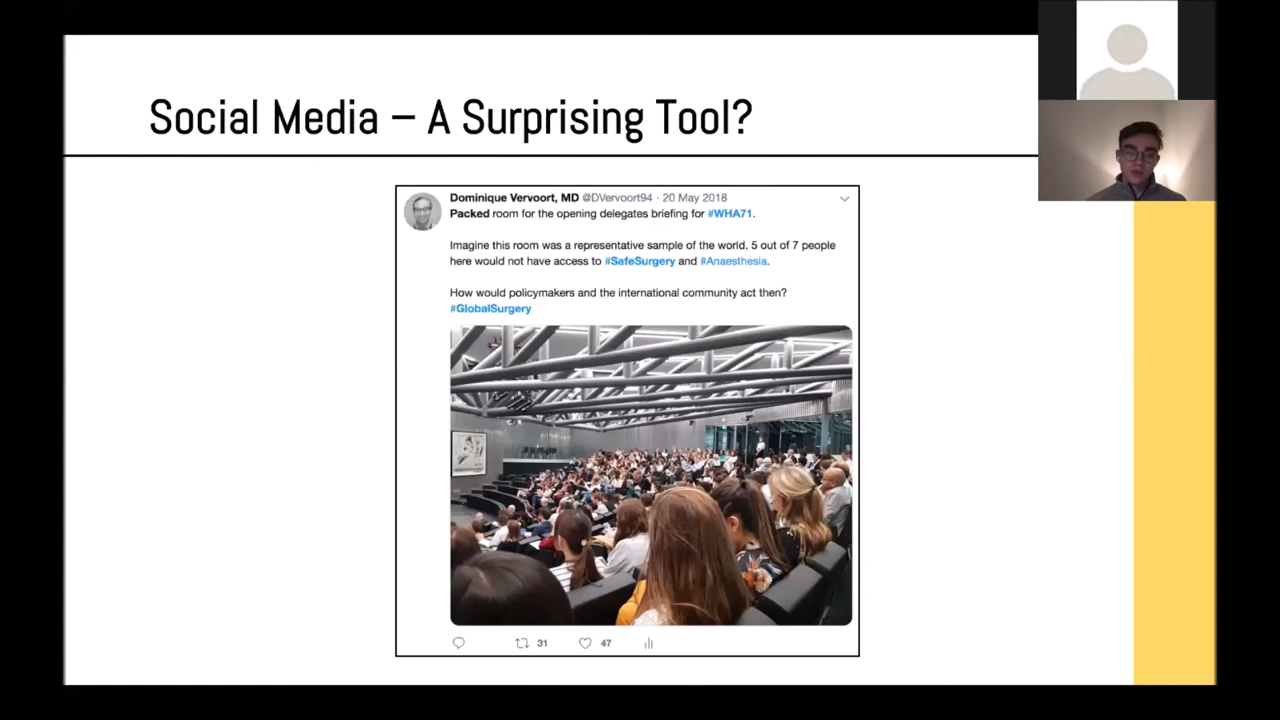 Social Media – A Surprising Tool?
Dominique Vervoort, MD @DVervoort94 · 20 May 2018
Packed room for the opening delegates briefing for #WHA71.
Imagine this room was a representative sample of the world. 5 out of 7 people
here would not have access to #SafeSurgery and #Anaesthesia.
How would policymakers and the international community act then?
#GlobalSurgery
31
47